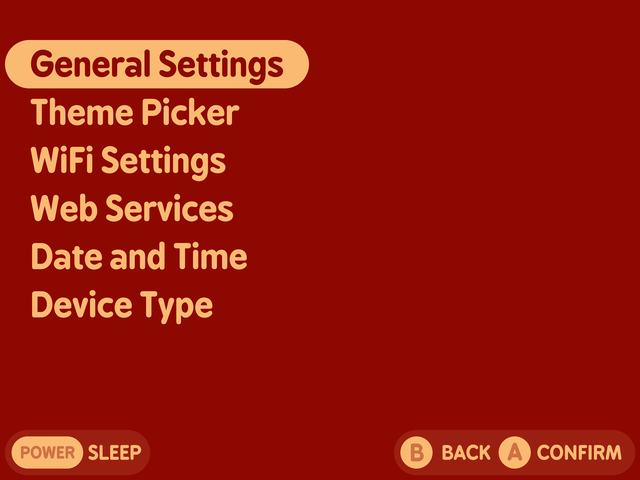 General Settings
Theme Picker
WiFi Settings
Web Services
Date and Time
Device Type
POWER SLEEP
B BACK A CONFIRM